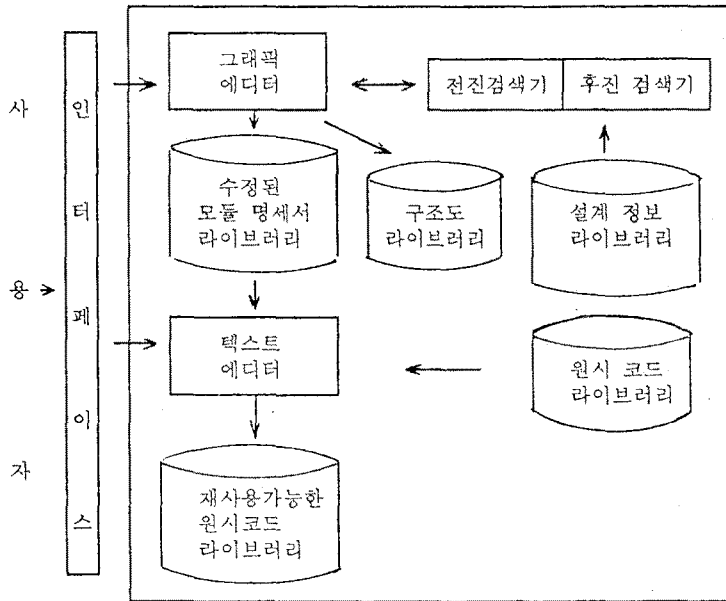 사용자
인터페이스
그래픽
에디터
전진검색기
후진 검색기
수정된
모듈 명세서
라이브러리
구조도
라이브러리
설계 정보
라이브러리
텍스트
에디터
원시 코드
라이브러리
재사용가능한
원시코드
라이브러리